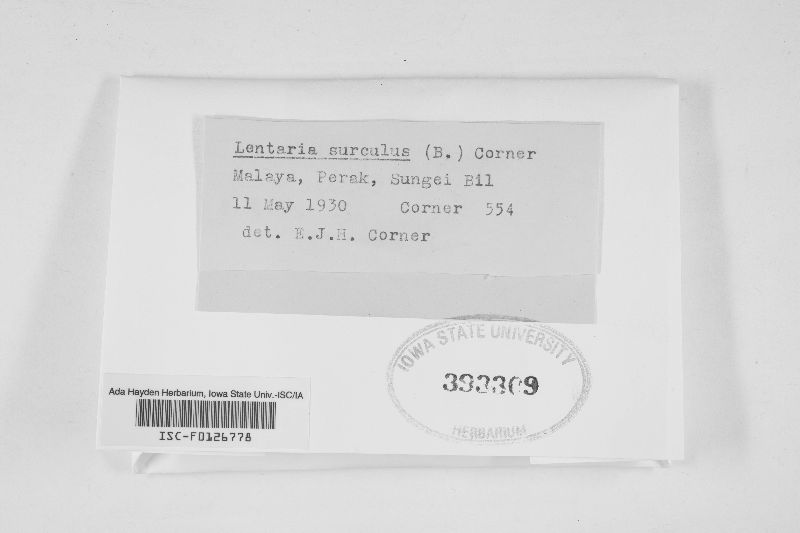 Lentaria surculus (B.) Corner
Malaya, Perak, Sungei Bil
11 May 1930 Corner 554
det. E.J.H. Corner
IOWA STATE UNIVERSITY
393309
HERBARIUM
Ada Hayden Herbarium, Iowa State Univ.-ISC/IA
ISC-F0126778